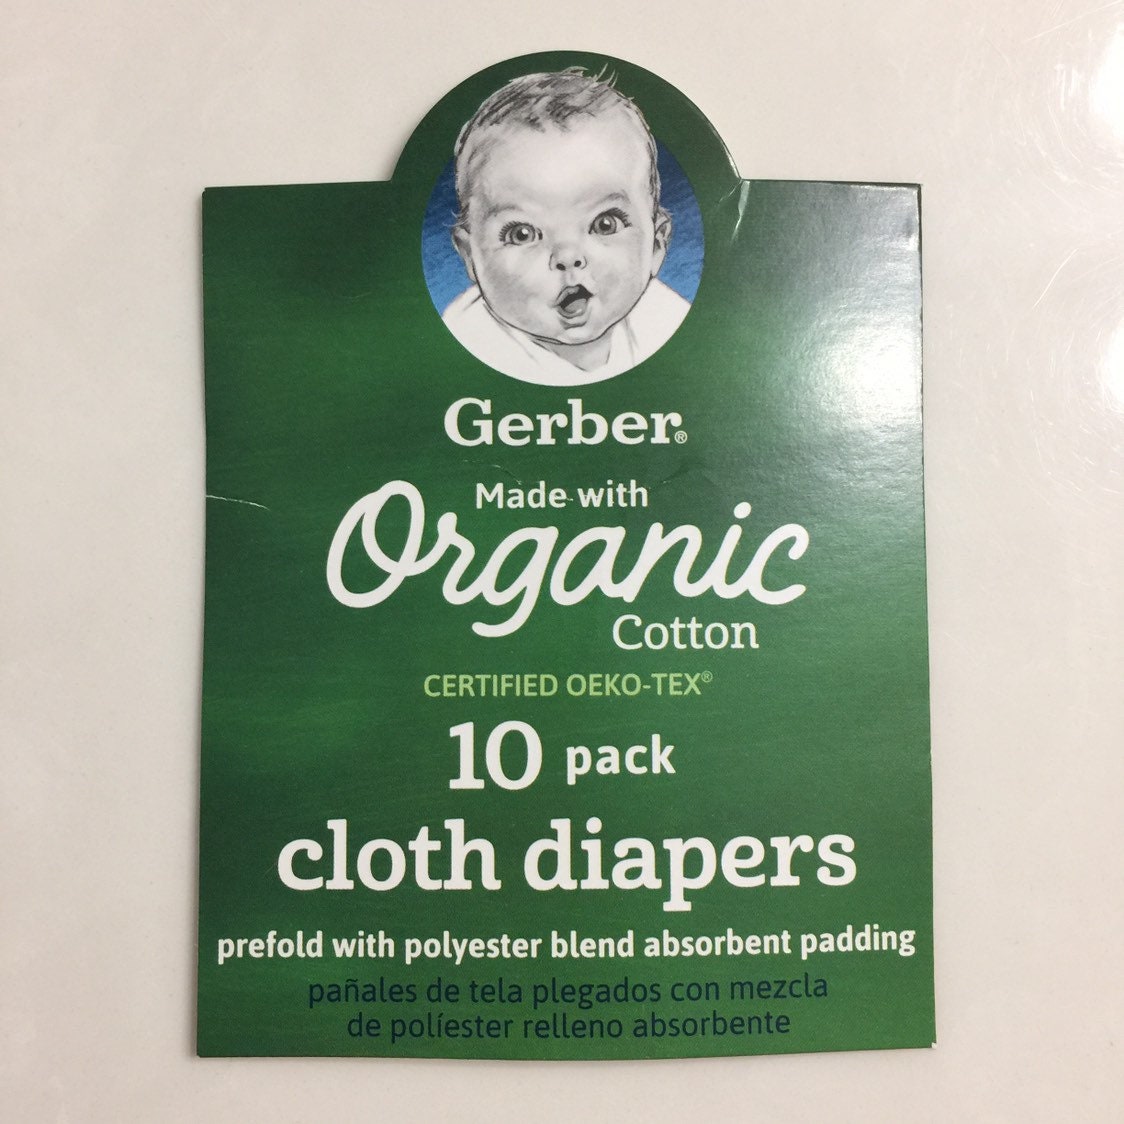 Gerber®
Made with
Organic
Cotton
CERTIFIED OEKO-TEX®
10 pack
cloth diapers
prefold with polyester blend absorbent padding
pañales de tela plegados con mezcla
de políester relleno absorbente